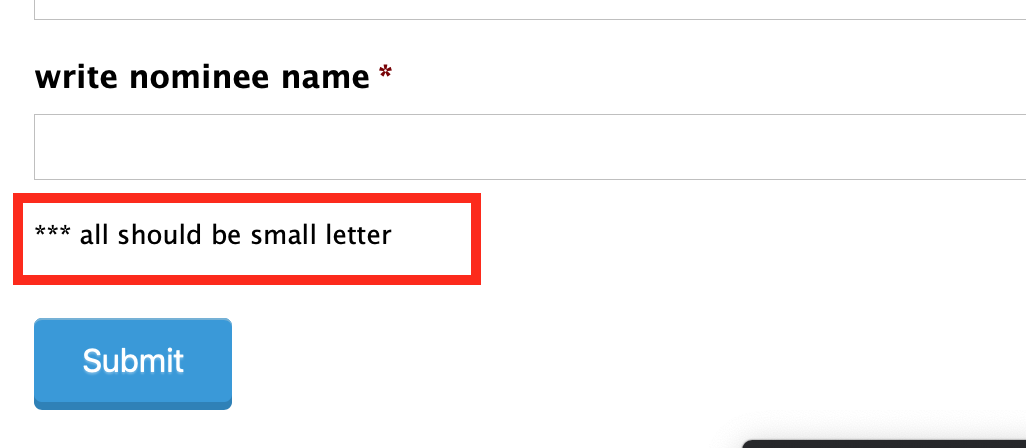 write nominee name *
*** all should be small letter
Submit